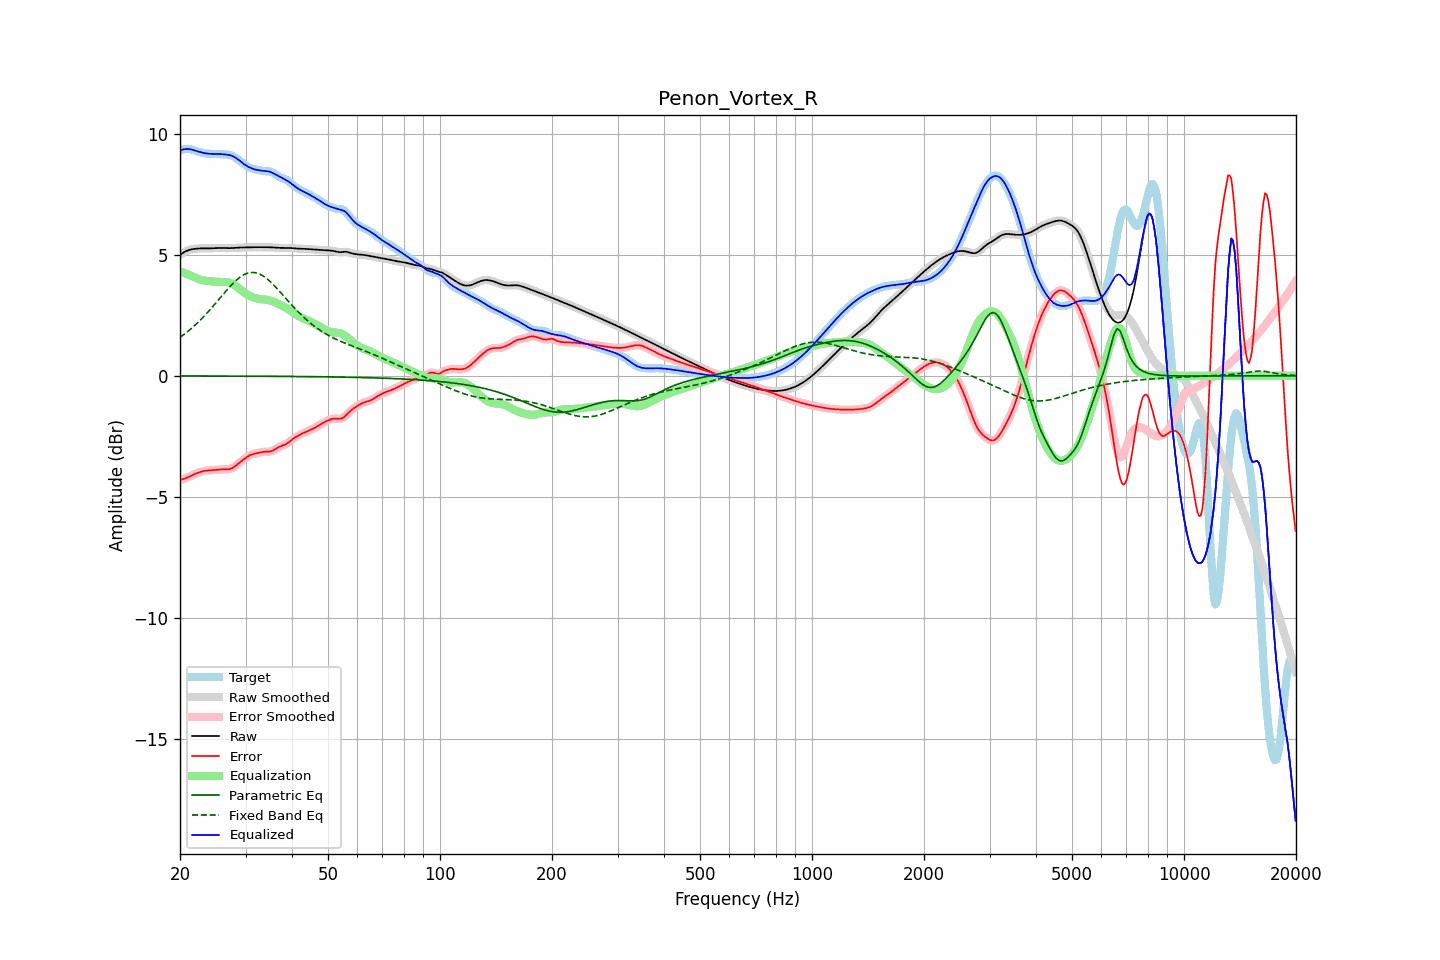 Penon_Vortex_R
10
5
0
−5
−10
−15
Amplitude (dBr)
Target
Raw Smoothed
Error Smoothed
Raw
Error
Equalization
Parametric Eq
Fixed Band Eq
Equalized
20 50 100 200 500 1000 2000 5000 10000 20000
Frequency (Hz)